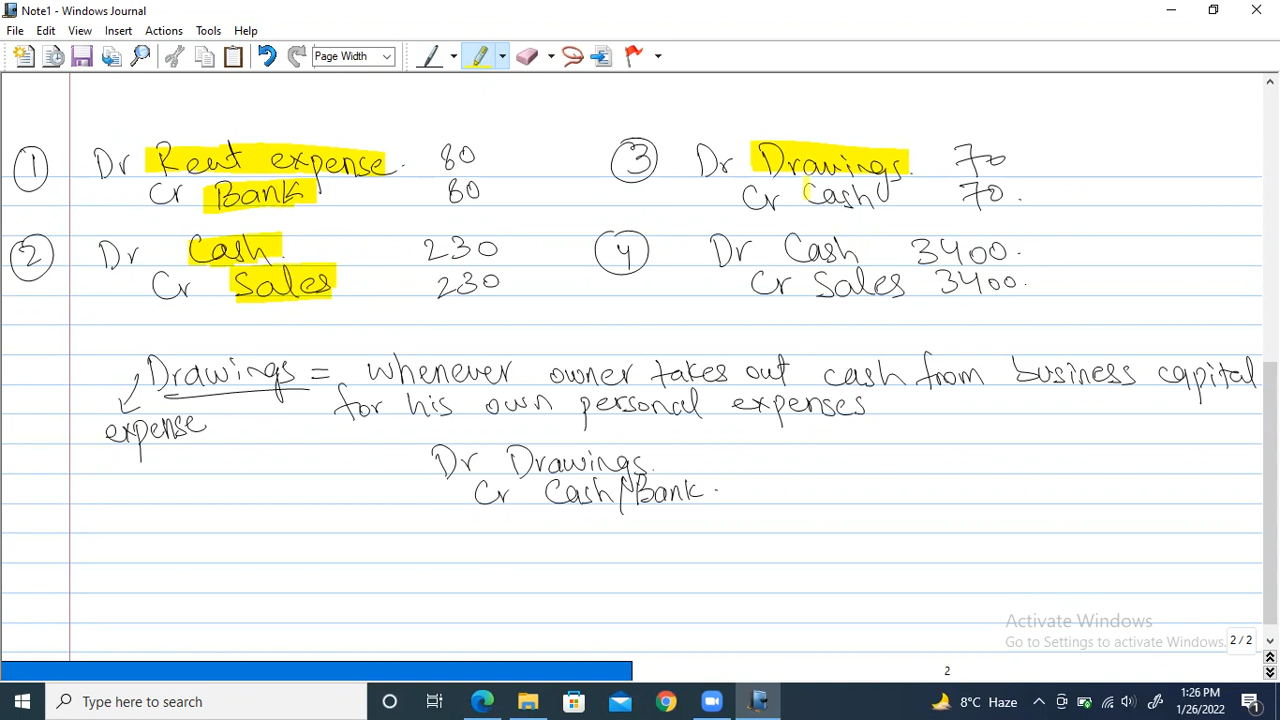 Note1 - Windows Journal
File Edit View Insert Actions Tools Help
Page Width
1 Dr Rent expense. 80
Cr Bank 80
2 Dr Cash. 230
Cr Sales 230
3 Dr Drawings. 70
Cr Cash 70.
4 Dr Cash 3400.
Cr Sales 3400.
Drawings = whenever owner takes out cash from business capital
for his own personal expenses
expense
Dr Drawings.
Cr Cash/Bank.
Activate Windows
Go to Settings to activate Windows.
2 / 2
2
Type here to search
8°C Haze
1:26 PM
1/26/2022
1